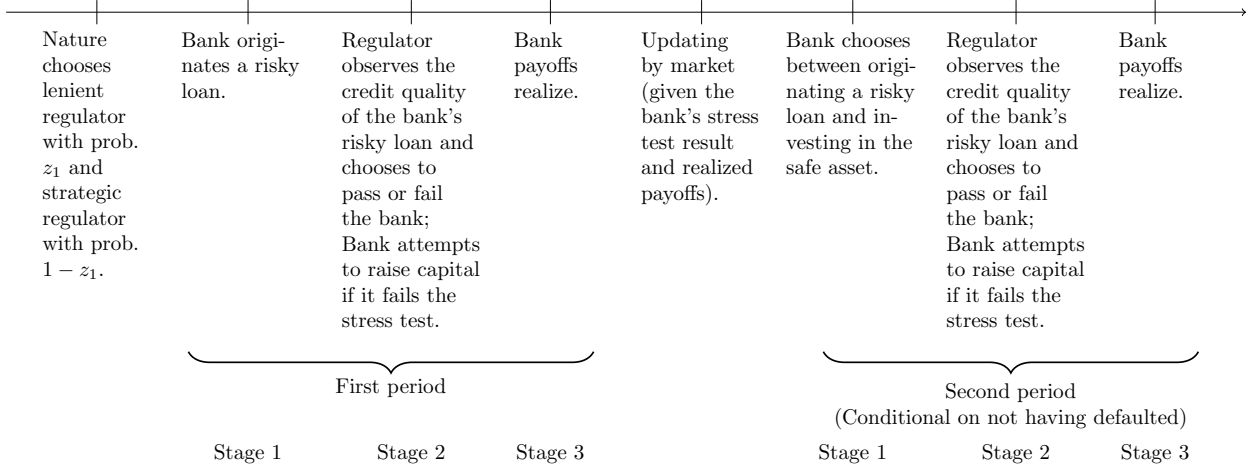 Nature
chooses
lenient
regulator
with prob.
z₁ and
strategic
regulator
with prob.
1 − z₁.
Bank origi-
nates a risky
loan.
Regulator
observes the
credit quality
of the bank's
risky loan and
chooses to
pass or fail
the bank;
Bank attempts
to raise capital
if it fails the
stress test.
Bank
payoffs
realize.
Updating
by market
(given the
bank's stress
test result
and realized
payoffs).
Bank chooses
between origi-
nating a risky
loan and in-
vesting in the
safe asset.
Regulator
observes the
credit quality
of the bank's
risky loan and
chooses to
pass or fail
the bank;
Bank attempts
to raise capital
if it fails the
stress test.
Bank
payoffs
realize.
First period
Second period
(Conditional on not having defaulted)
Stage 1
Stage 2
Stage 3
Stage 1
Stage 2
Stage 3